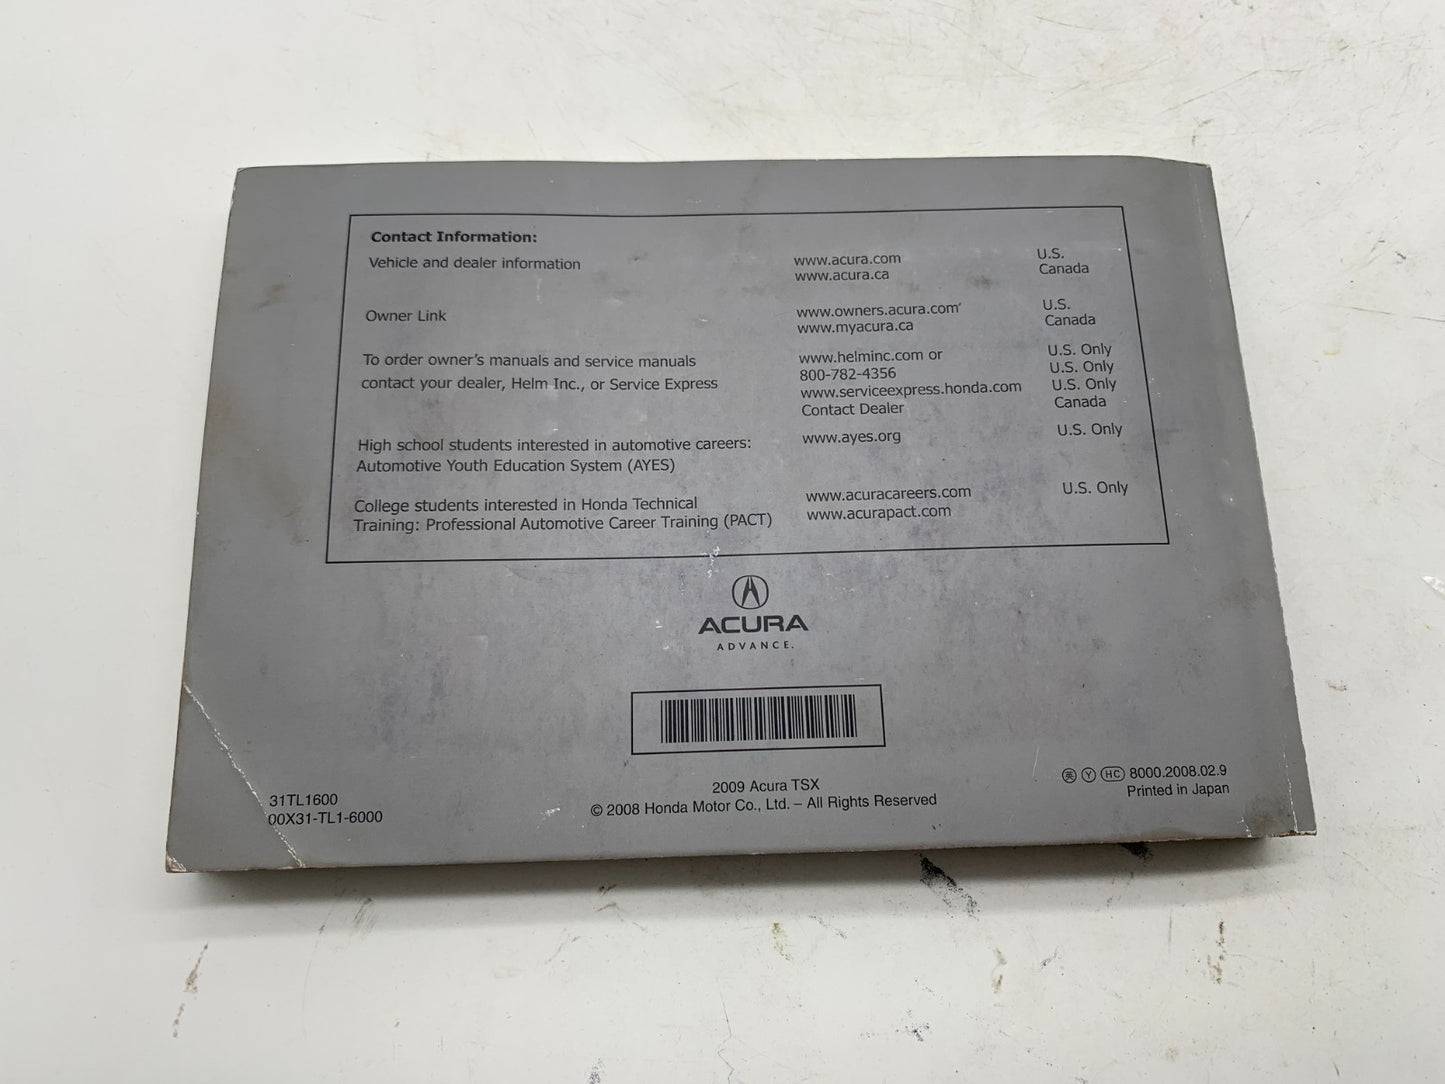 Contact Information:
Vehicle and dealer information www.acura.com U.S.
www.acura.ca Canada
Owner Link www.owners.acura.com U.S.
www.myacura.ca Canada
To order owner's manuals and service manuals www.helminc.com or U.S. Only
contact your dealer, Helm Inc., or Service Express 800-782-4356 U.S. Only
www.serviceexpress.honda.com U.S. Only
Contact Dealer Canada
High school students interested in automotive careers: www.ayes.org U.S. Only
Automotive Youth Education System (AYES)
College students interested in Honda Technical www.acuracareers.com U.S. Only
Training: Professional Automotive Career Training (PACT) www.acurapact.com
ACURA
ADVANCE.
2009 Acura TSX
© 2008 Honda Motor Co., Ltd. – All Rights Reserved
31TL1600
00X31-TL1-6000
英 Y HC 8000.2008.02.9
Printed in Japan